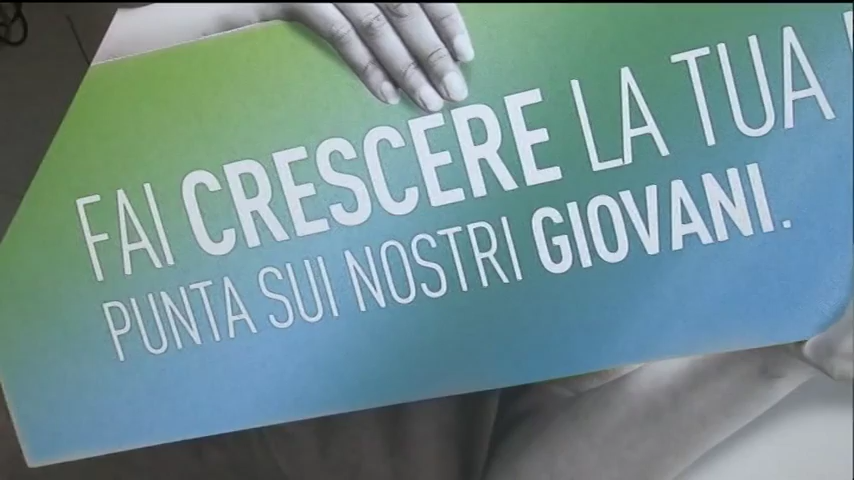 FAI CRESCERE LA TUA
PUNTA SUI NOSTRI GIOVANI.